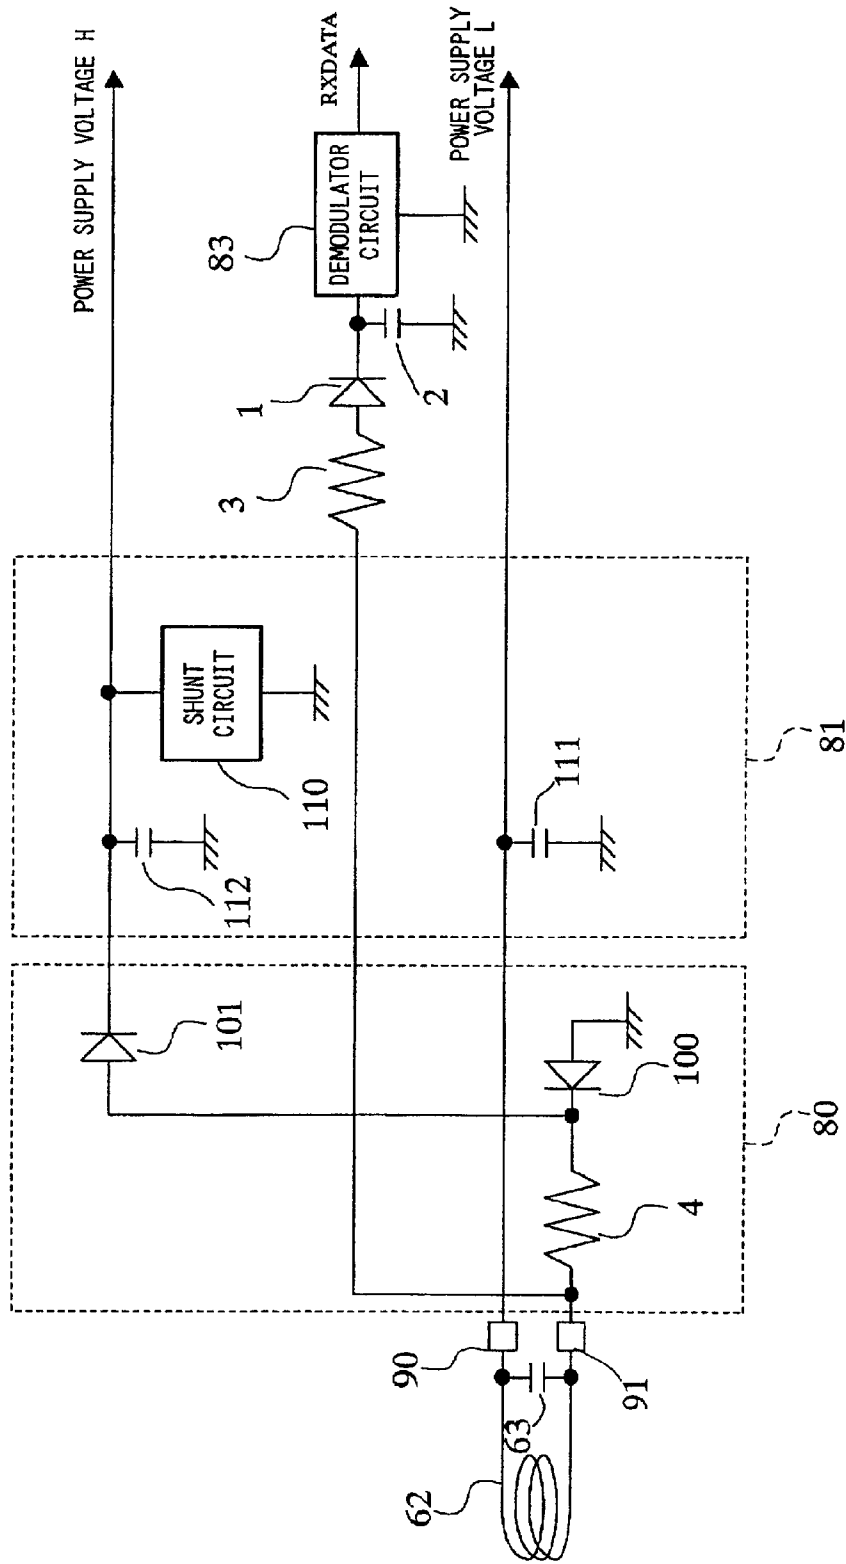 POWER SUPPLY VOLTAGE H
RXDATA
POWER SUPPLY
VOLTAGE L
83
DEMODULATOR
CIRCUIT
1
2
3
SHUNT
CIRCUIT
110
112
111
81
101
100
80
4
90
91
63
62